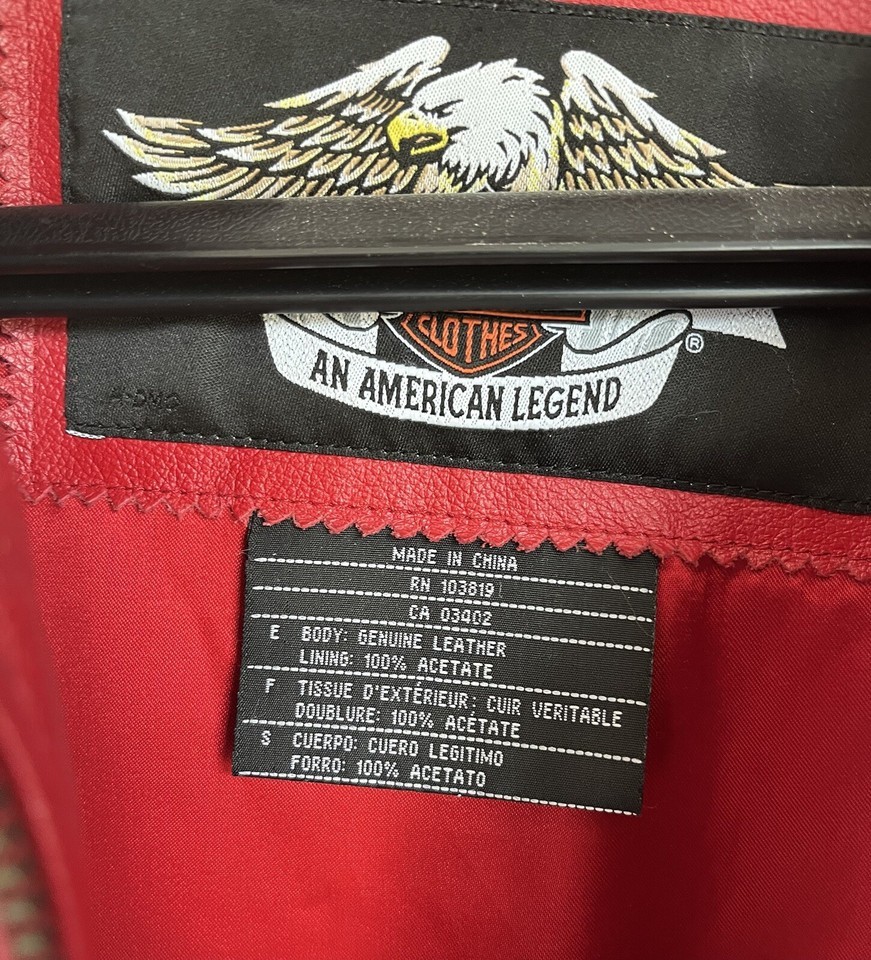 CLOTHES
®
AN AMERICAN LEGEND
MADE IN CHINA
RN 103819
CA 03402
E BODY: GENUINE LEATHER
LINING: 100% ACETATE
F TISSUE D'EXTÉRIEUR: CUIR VERITABLE
DOUBLURE: 100% ACÉTATE
S CUERPO: CUERO LEGITIMO
FORRO: 100% ACETATO